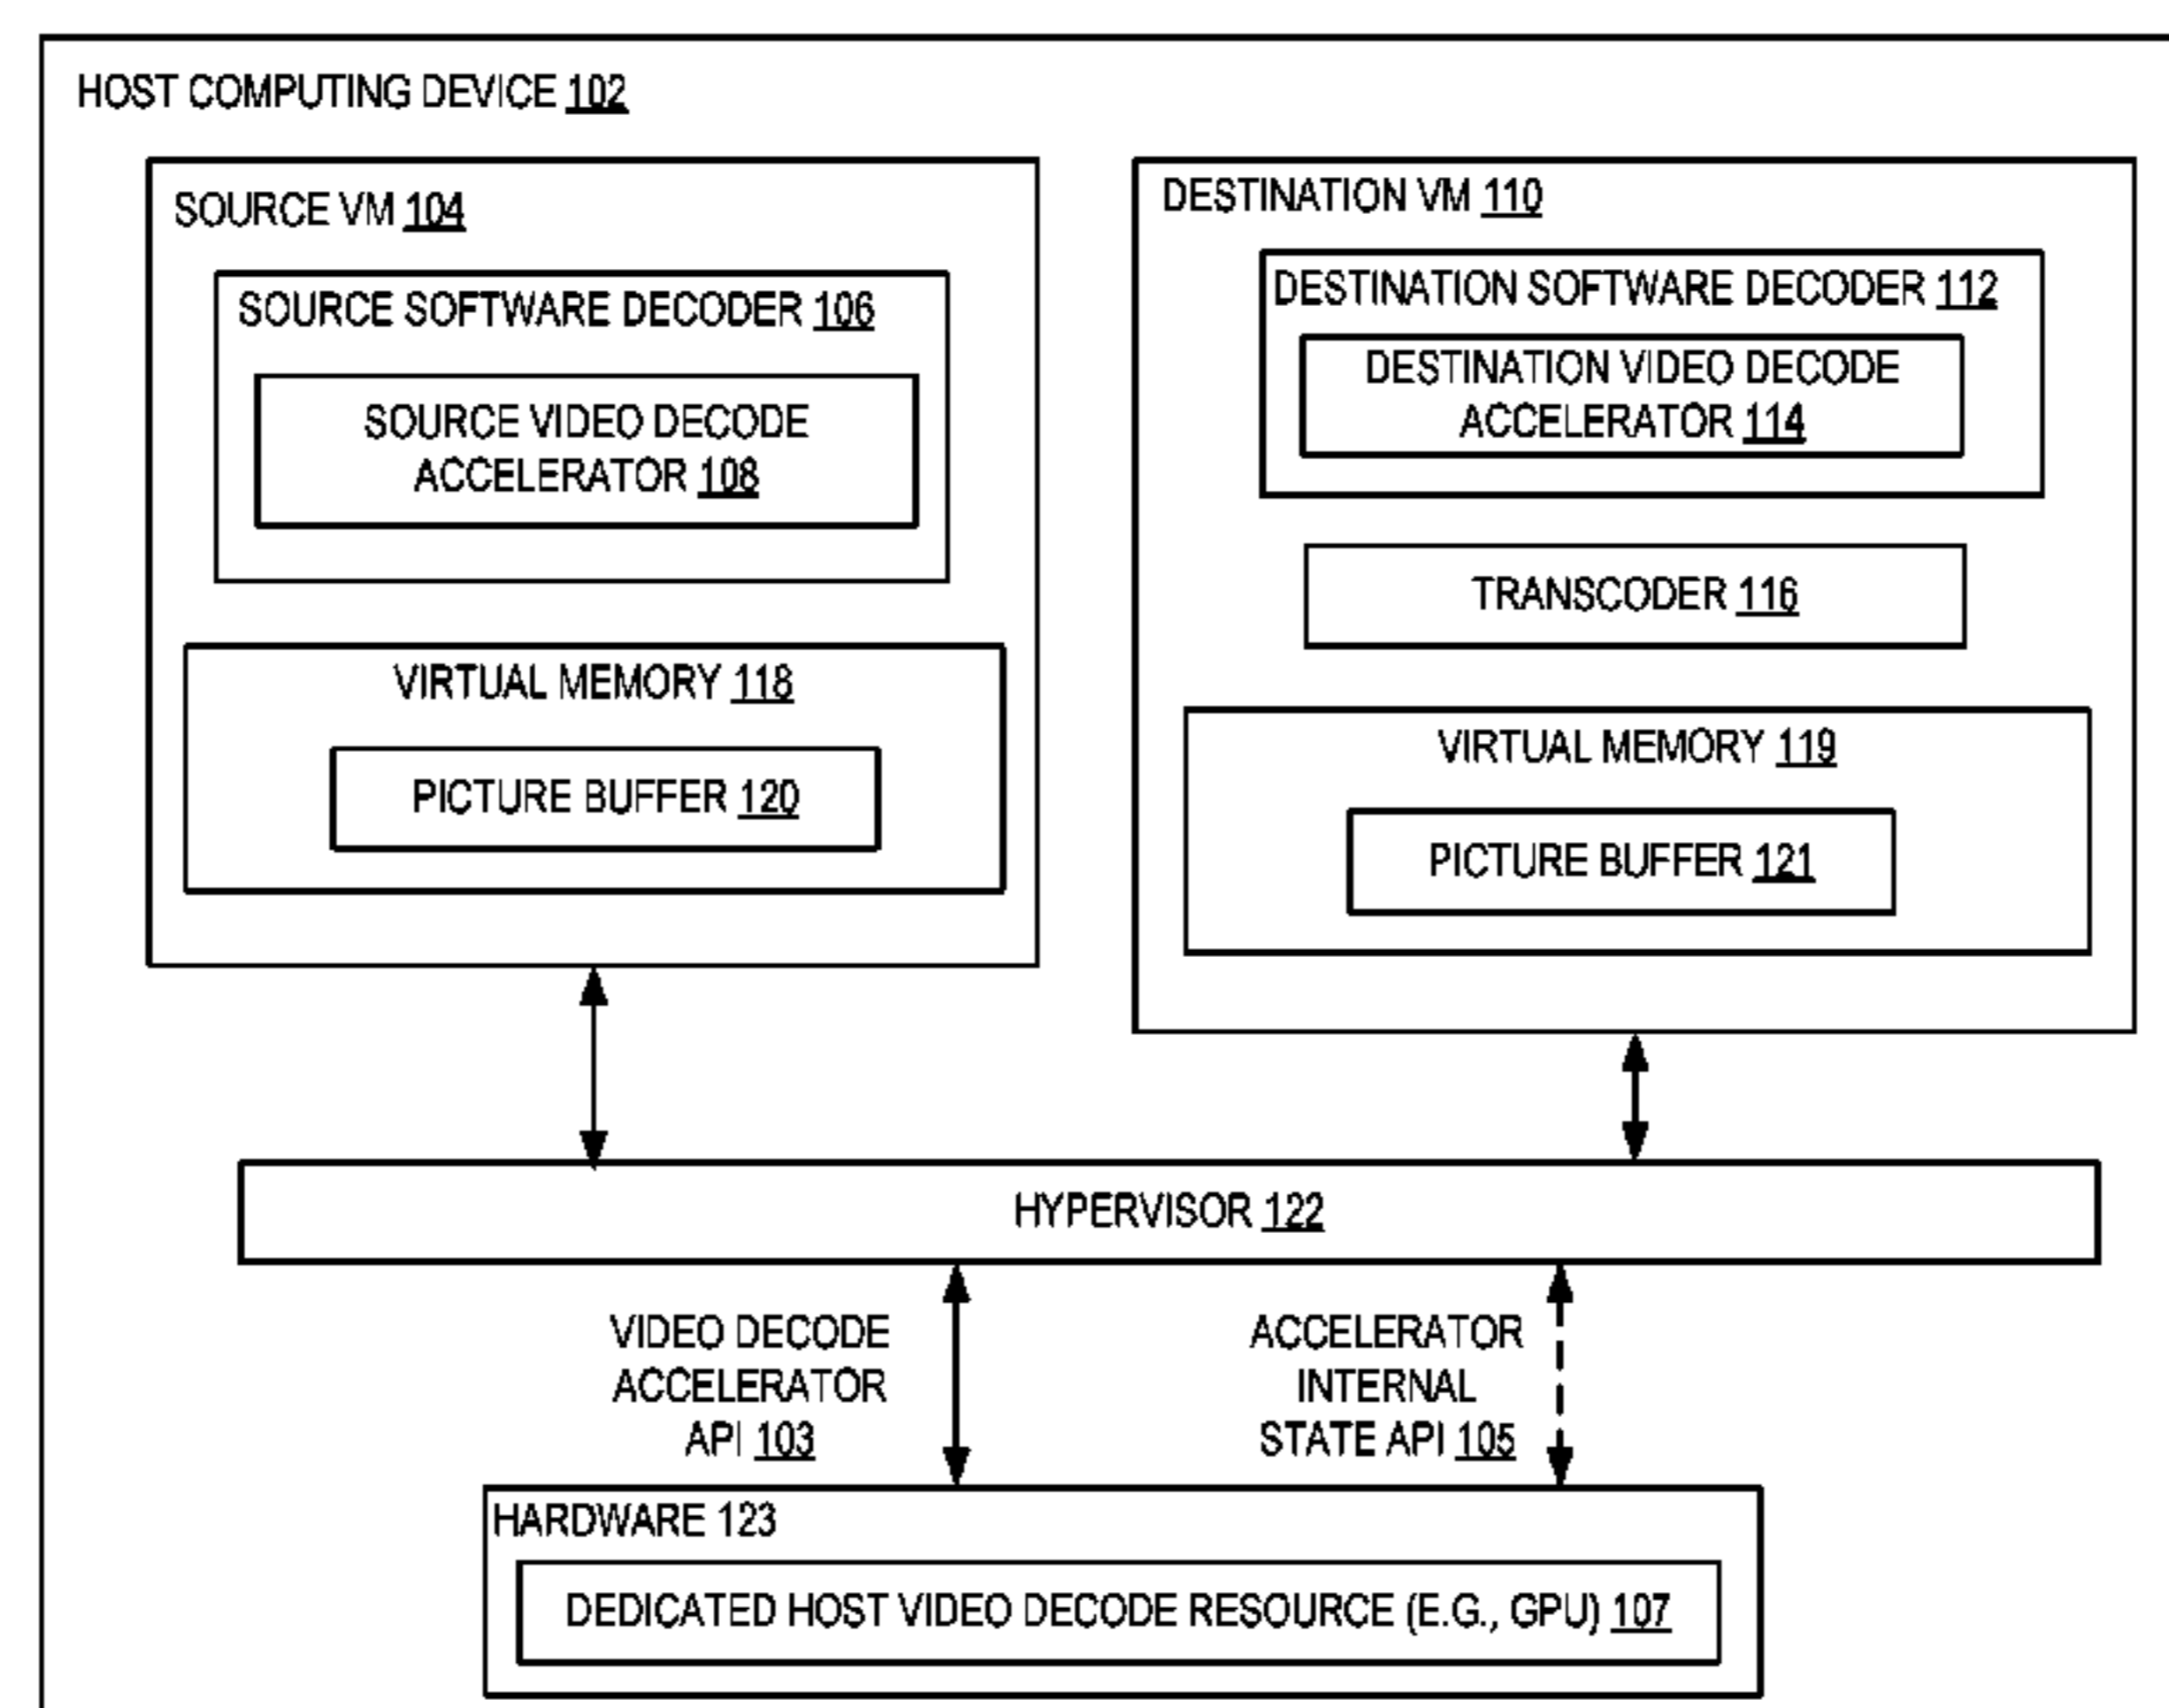 HOST COMPUTING DEVICE 102
SOURCE VM 104
SOURCE SOFTWARE DECODER 106
SOURCE VIDEO DECODE
ACCELERATOR 108
VIRTUAL MEMORY 118
PICTURE BUFFER 120
DESTINATION VM 110
DESTINATION SOFTWARE DECODER 112
DESTINATION VIDEO DECODE
ACCELERATOR 114
TRANSCODER 116
VIRTUAL MEMORY 119
PICTURE BUFFER 121
HYPERVISOR 122
VIDEO DECODE
ACCELERATOR
API 103
ACCELERATOR
INTERNAL
STATE API 105
HARDWARE 123
DEDICATED HOST VIDEO DECODE RESOURCE (E.G., GPU) 107